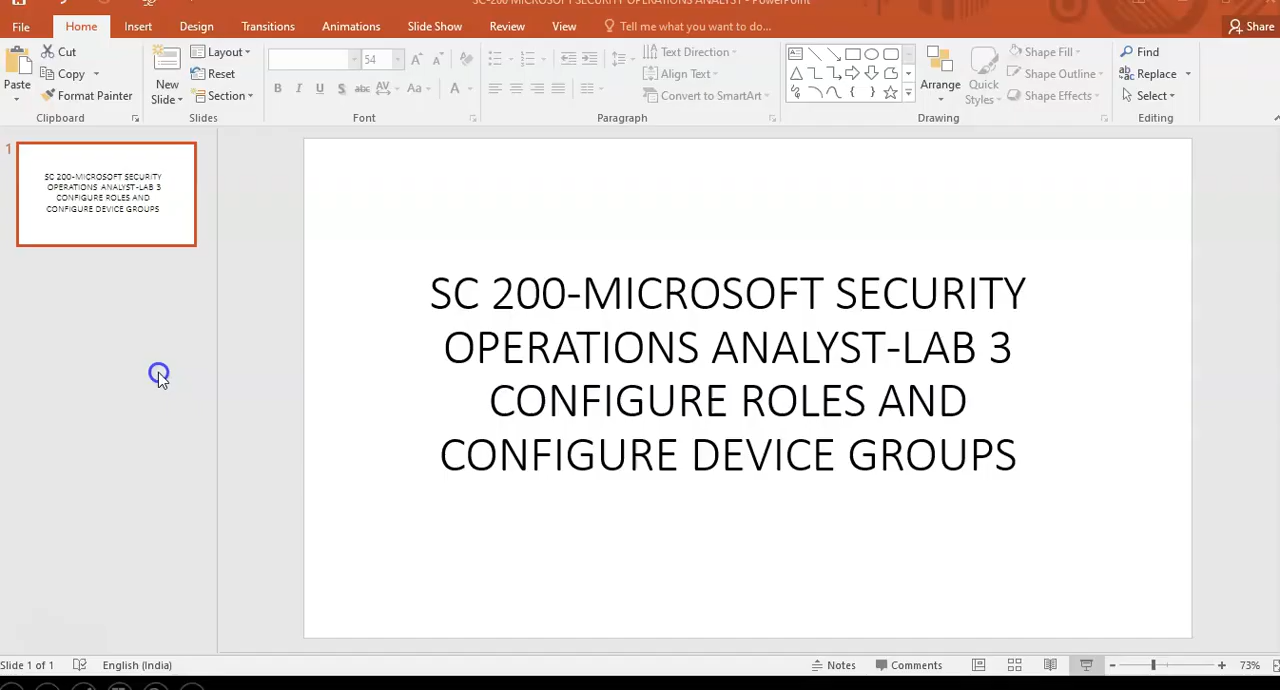 SC-200 MICROSOFT SECURITY OPERATIONS ANALYST - PowerPoint
File Home Insert Design Transitions Animations Slide Show Review View Tell me what you want to do... Share
Cut
Copy
Format Painter
Paste
Clipboard
New
Slide
Layout
Reset
Section
Slides
54
B I U S abc AV Aa A
Font
Text Direction
Align Text
Convert to SmartArt
Paragraph
Arrange
Quick
Styles
Shape Fill
Shape Outline
Shape Effects
Drawing
Find
Replace
Select
Editing
1
SC 200-MICROSOFT SECURITY
OPERATIONS ANALYST-LAB 3
CONFIGURE ROLES AND
CONFIGURE DEVICE GROUPS
SC 200-MICROSOFT SECURITY
OPERATIONS ANALYST-LAB 3
CONFIGURE ROLES AND
CONFIGURE DEVICE GROUPS
Slide 1 of 1 English (India) Notes Comments 73%